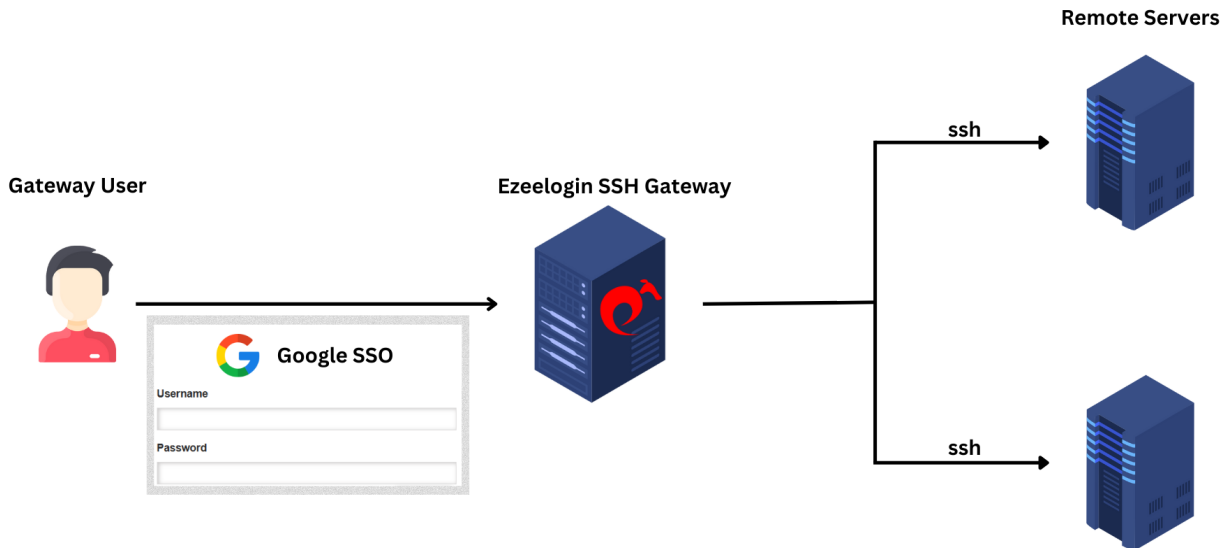 Remote Servers
ssh
Gateway User
Ezeelogin SSH Gateway
Google SSO
Username
Password
ssh